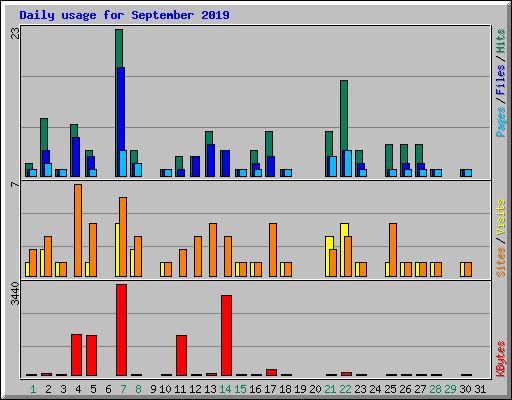 Daily usage for September 2019
23
7
3440
Pages / Files / Hits
Sites / Visits
KBytes
1 2 3 4 5 6 7 8 9 10 11 12 13 14 15 16 17 18 19 20 21 22 23 24 25 26 27 28 29 30 31